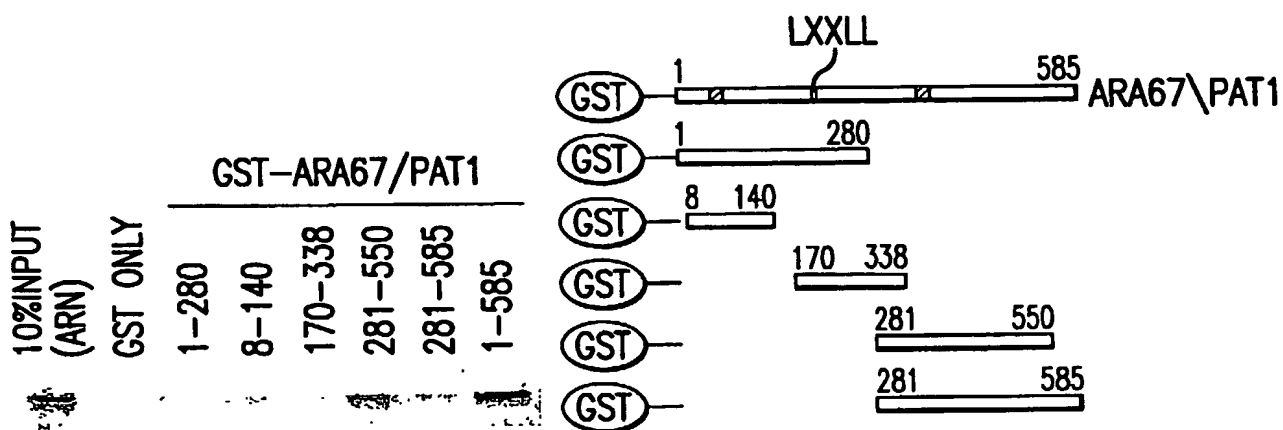 GST-ARA67/PAT1
10%INPUT
(ARN)
GST ONLY
1-280
8-140
170-338
281-550
281-585
1-585
LXXLL
GST
1
585
ARA67\PAT1
GST
1
280
GST
8
140
GST
170
338
GST
281
550
GST
281
585